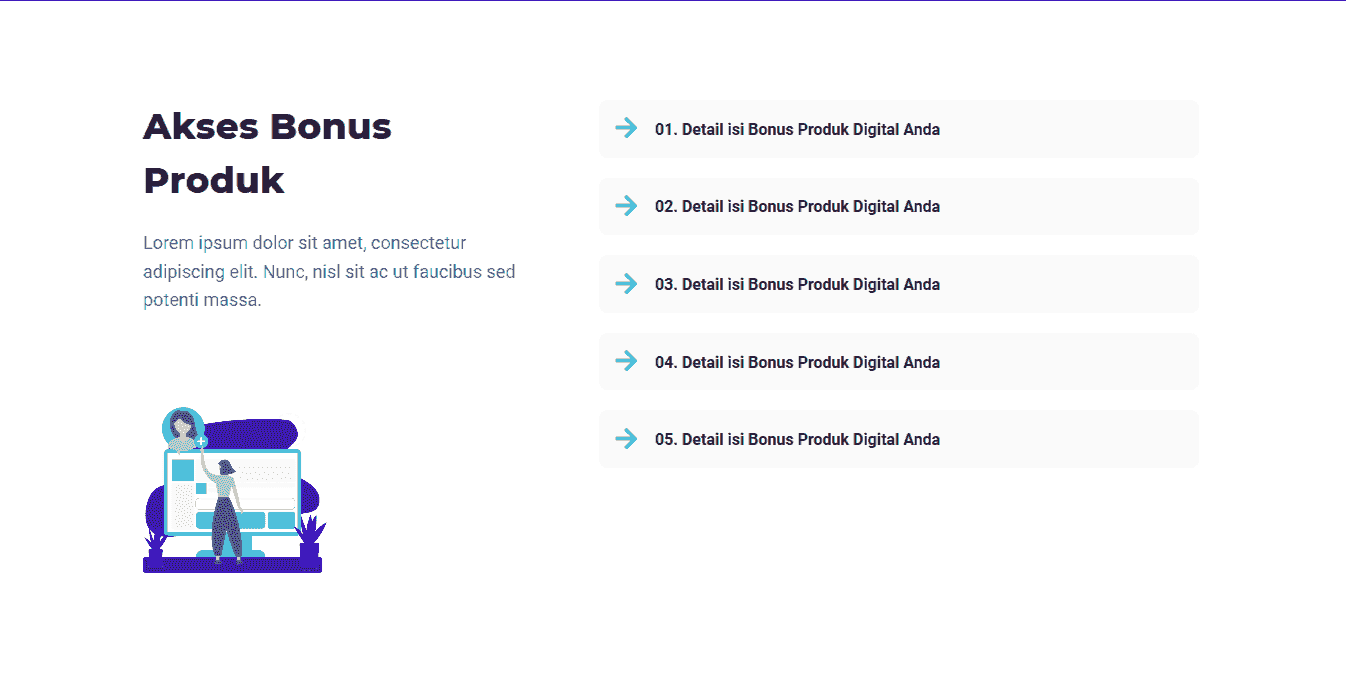 Akses Bonus
Produk
Lorem ipsum dolor sit amet, consectetur
adipiscing elit. Nunc, nisl sit ac ut faucibus sed
potenti massa.
01. Detail isi Bonus Produk Digital Anda
02. Detail isi Bonus Produk Digital Anda
03. Detail isi Bonus Produk Digital Anda
04. Detail isi Bonus Produk Digital Anda
05. Detail isi Bonus Produk Digital Anda